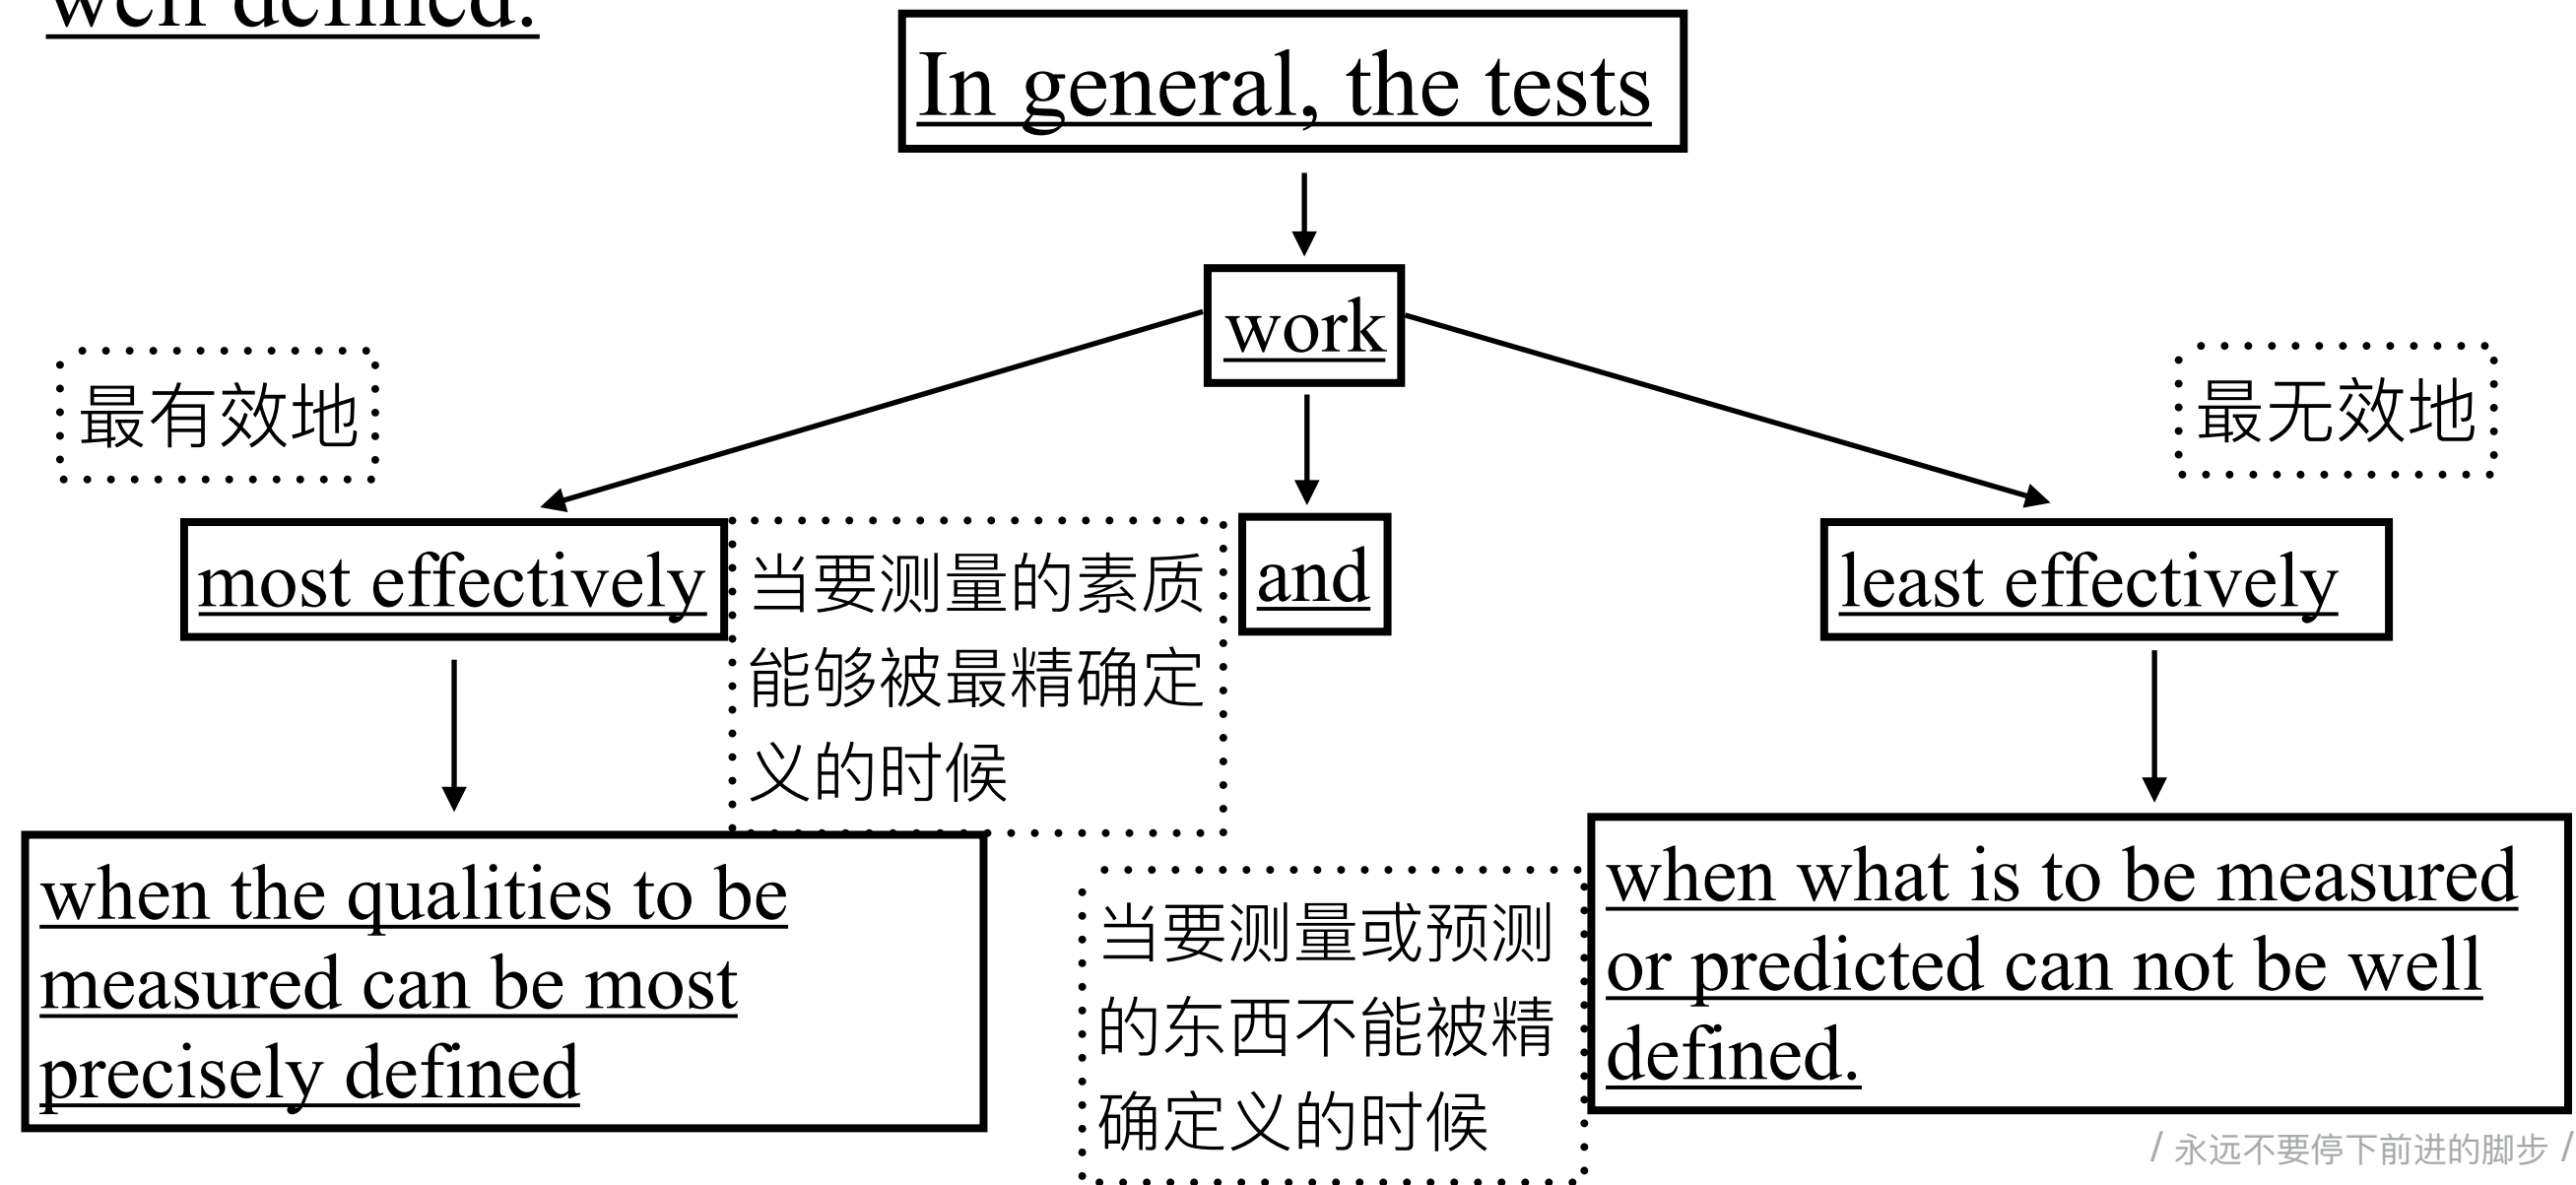 well defined.
In general, the tests
work
最有效地
最无效地
most effectively
当要测量的素质
能够被最精确定
义的时候
and
least effectively
when the qualities to be
measured can be most
precisely defined
当要测量或预测
的东西不能被精
确定义的时候
when what is to be measured
or predicted can not be well
defined.
/ 永远不要停下前进的脚步 /